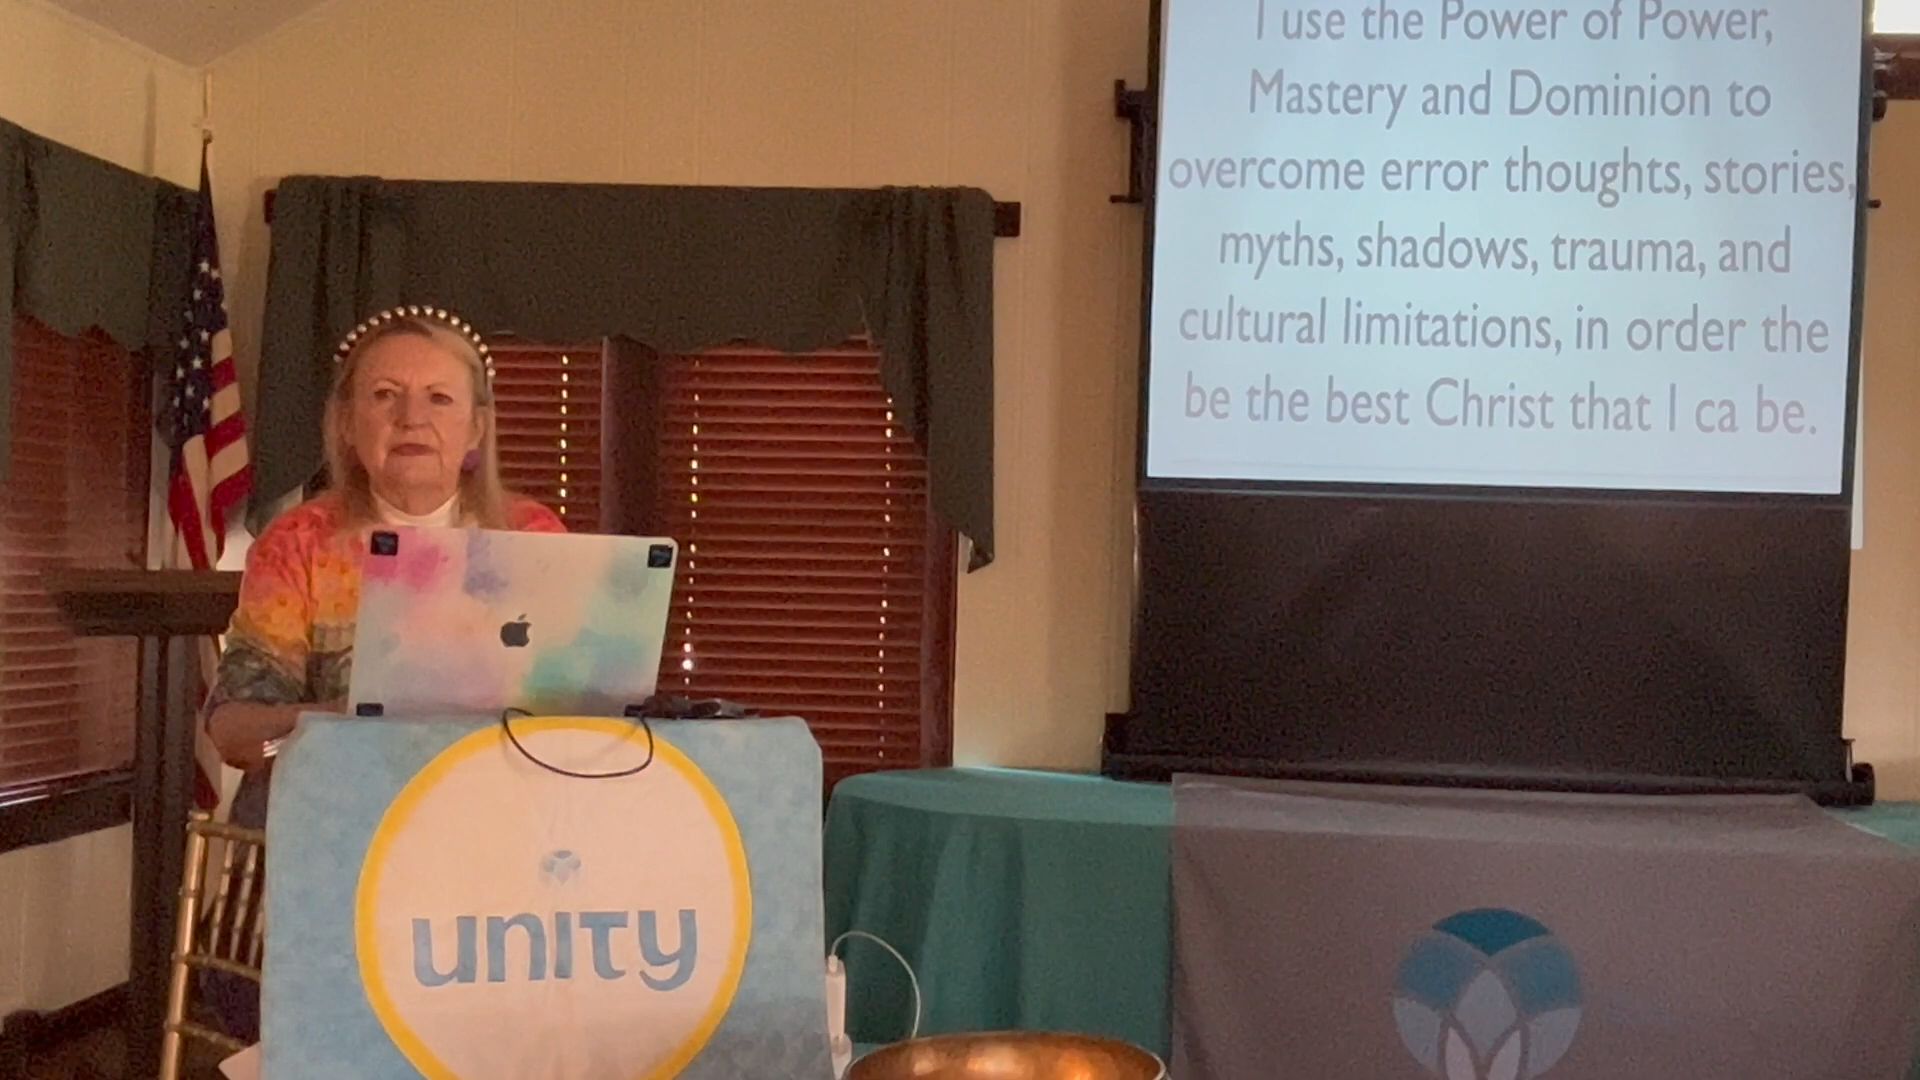 I use the Power of Power,
Mastery and Dominion to
overcome error thoughts, stories,
myths, shadows, trauma, and
cultural limitations, in order the
be the best Christ that I ca be.
unity